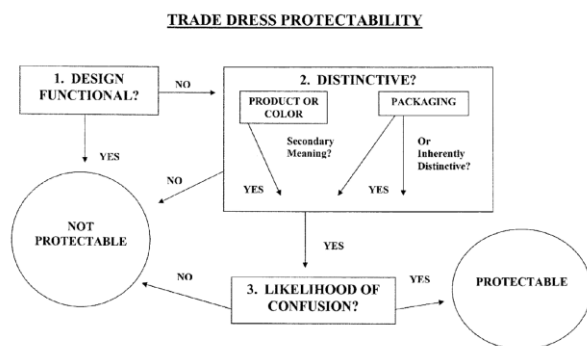 TRADE DRESS PROTECTABILITY
1. DESIGN
FUNCTIONAL?
NO
2. DISTINCTIVE?
PRODUCT OR
COLOR
PACKAGING
Secondary
Meaning?
Or
Inherently
Distinctive?
YES
NO
YES
YES
NOT
PROTECTABLE
YES
NO
3. LIKELIHOOD OF
CONFUSION?
YES
PROTECTABLE